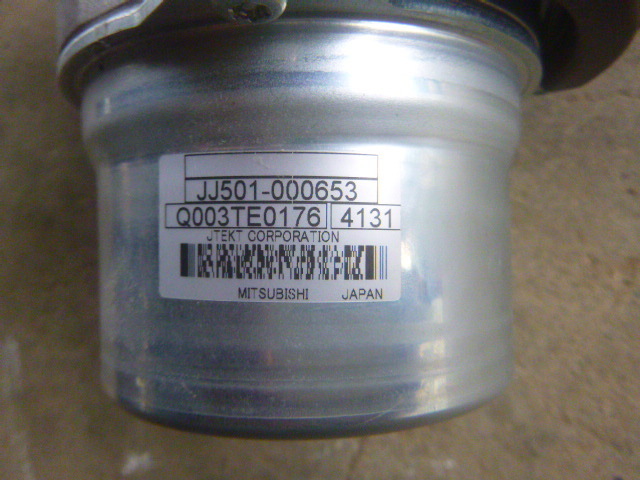 JJ501-000653
Q003TE0176 4131
JTEKT CORPORATION
MITSUBISHI JAPAN